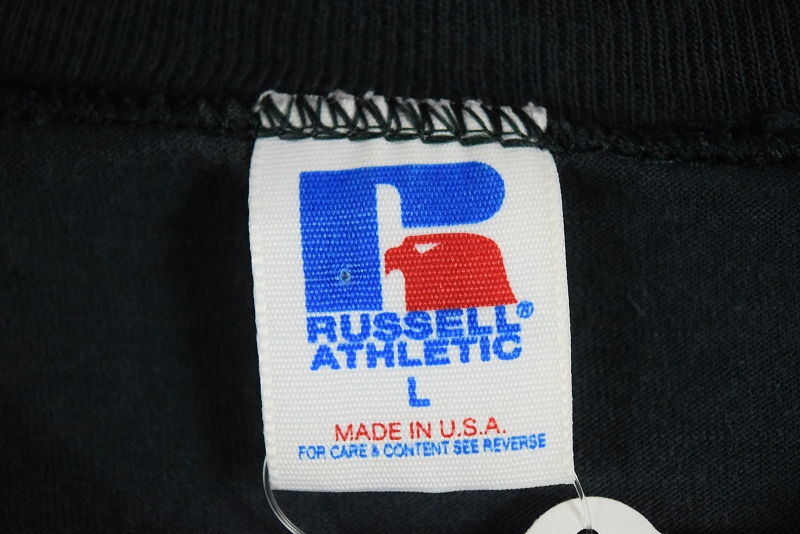 RUSSELL®
ATHLETIC
L
MADE IN U.S.A.
FOR CARE & CONTENT SEE REVERSE